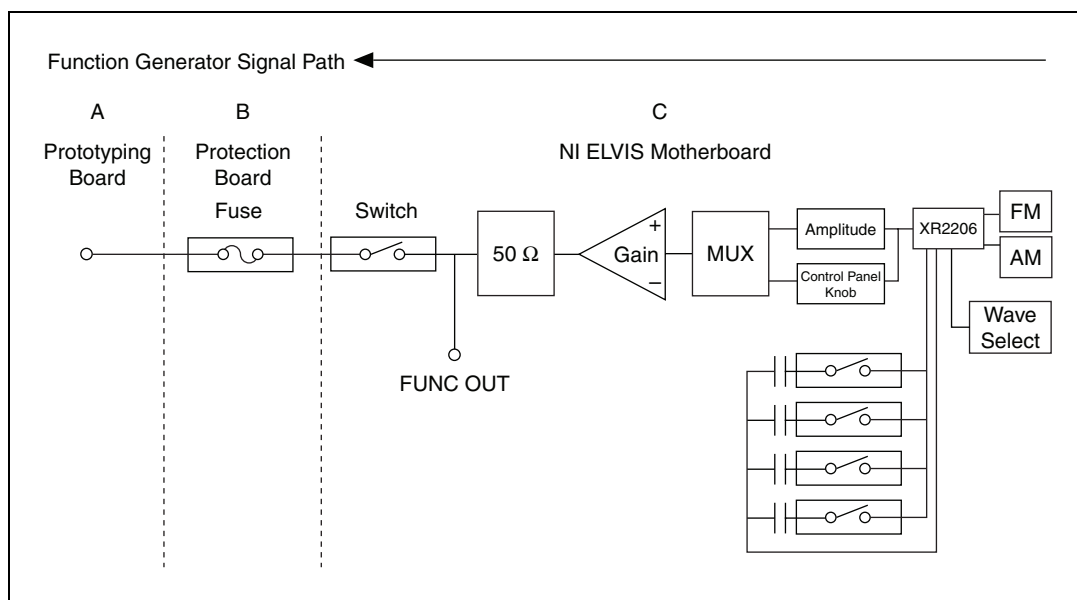 Function Generator Signal Path
A
B
C
Prototyping
Board
Protection
Board
NI ELVIS Motherboard
Fuse
Switch
50 Ω
+
Gain
−
MUX
Amplitude
Control Panel
Knob
XR2206
FM
AM
Wave
Select
FUNC OUT